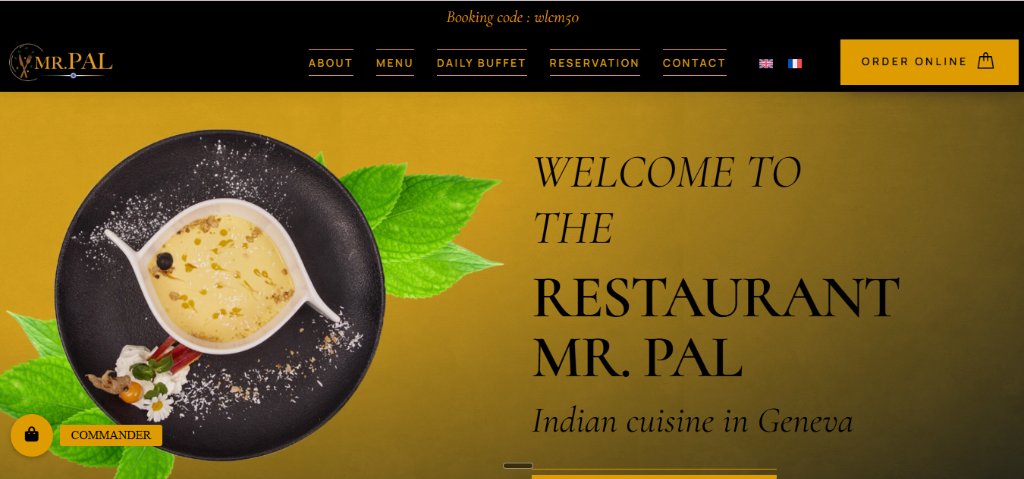 Booking code : wlcm50
MR.PAL
ABOUT MENU DAILY BUFFET RESERVATION CONTACT
ORDER ONLINE
WELCOME TO
THE
RESTAURANT
MR. PAL
Indian cuisine in Geneva
COMMANDER